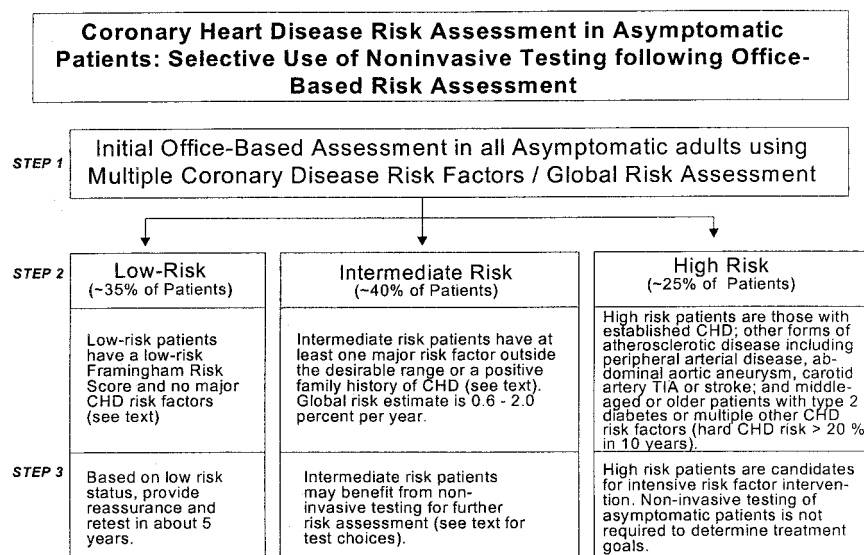 Coronary Heart Disease Risk Assessment in Asymptomatic
Patients: Selective Use of Noninvasive Testing following Office-
Based Risk Assessment
STEP 1
Initial Office-Based Assessment in all Asymptomatic adults using
Multiple Coronary Disease Risk Factors / Global Risk Assessment
STEP 2
Low-Risk
(~35% of Patients)
Low-risk patients
have a low-risk
Framingham Risk
Score and no major
CHD risk factors
(see text)
Intermediate Risk
(~40% of Patients)
Intermediate risk patients have at
least one major risk factor outside
the desirable range or a positive
family history of CHD (see text).
Global risk estimate is 0.6 - 2.0
percent per year.
High Risk
(~25% of Patients)
High risk patients are those with
established CHD; other forms of
atherosclerotic disease including
peripheral arterial disease, ab-
dominal aortic aneurysm, carotid
artery TIA or stroke; and middle-
aged or older patients with type 2
diabetes or multiple other CHD
risk factors (hard CHD risk > 20 %
in 10 years).
STEP 3
Based on low risk
status, provide
reassurance and
retest in about 5
years.
Intermediate risk patients
may benefit from non-
invasive testing for further
risk assessment (see text for
test choices).
High risk patients are candidates
for intensive risk factor interven-
tion. Non-invasive testing of
asymptomatic patients is not
required to determine treatment
goals.